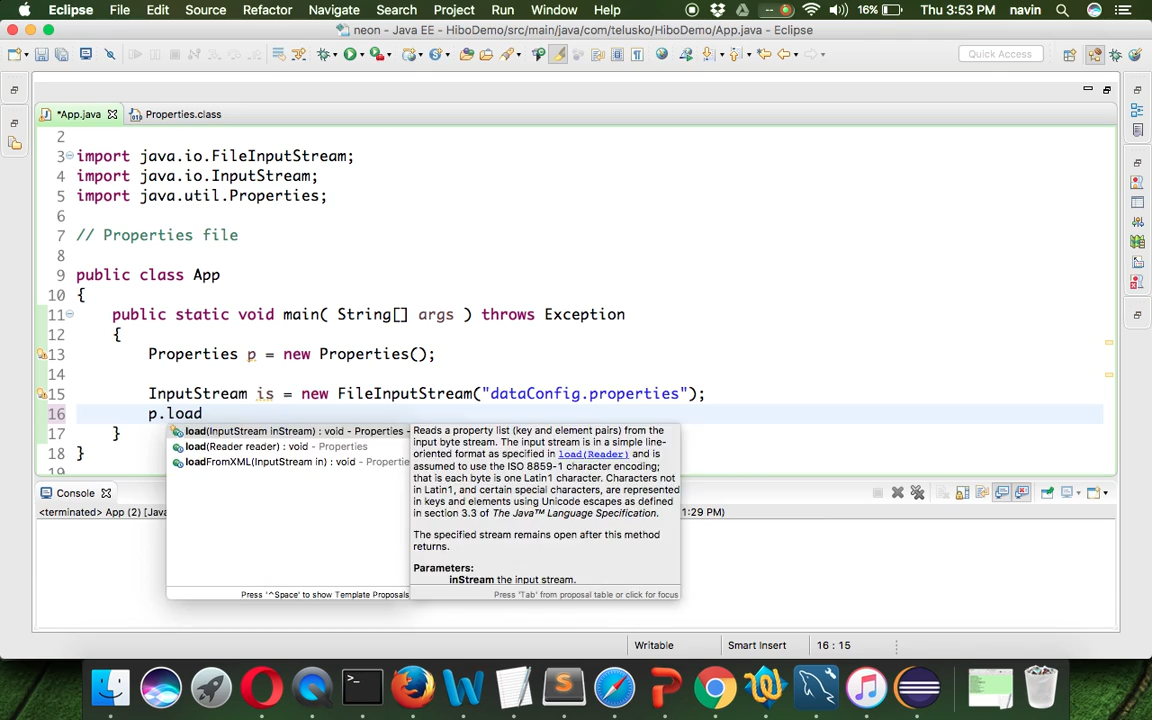 Eclipse File Edit Source Refactor Navigate Search Project Run Window Help 16% Thu 3:53 PM navin
neon - Java EE - HiboDemo/src/main/java/com/telusko/HiboDemo/App.java - Eclipse
Quick Access
*App.java Properties.class
2
3 import java.io.FileInputStream;
4 import java.io.InputStream;
5 import java.util.Properties;
6
7 // Properties file
8
9 public class App
10 {
11 public static void main( String[] args ) throws Exception
12 {
13 Properties p = new Properties();
14
15 InputStream is = new FileInputStream("dataConfig.properties");
16 p.load
17 }
18 }
19
load(InputStream inStream) : void - Properties -
load(Reader reader) : void - Properties
loadFromXML(InputStream in) : void - Propertie
Press '^Space' to show Template Proposals
Reads a property list (key and element pairs) from the
input byte stream. The input stream is in a simple line-
oriented format as specified in load(Reader) and is
assumed to use the ISO 8859-1 character encoding;
that is each byte is one Latin1 character. Characters not
in Latin1, and certain special characters, are represented
in keys and elements using Unicode escapes as defined
in section 3.3 of The Java™ Language Specification.
The specified stream remains open after this method
returns.
Parameters:
inStream the input stream.
Press 'Tab' from proposal table or click for focus
Console
<terminated> App (2) [Java
1:29 PM)
Writable Smart Insert 16 : 15